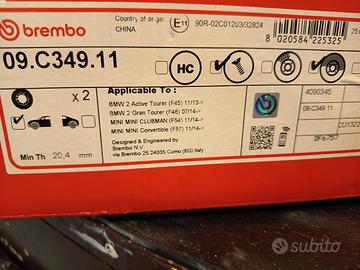 brembo
Country of origin:
CHINA
E11
90R-02C0120/32824
8 020584 225325
09.C349.11
HC
x 2
Min Th 20,4 mm
Applicable To :
BMW 2 Active Tourer (F45) 11/13->
BMW 2 Gran Tourer (F46) 07/14->
MINI MINI CLUBMAN (F54) 11/14->
MINI MINI Convertible (F57) 11/14->
Designed & Engineered by
Brembo N.V.
via Brembo 25 24035 Curno (BG) Italy
4090345
09.C349.11
CU1322
DF6757
subito